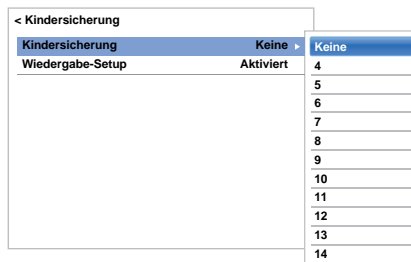 < Kindersicherung
Kindersicherung Keine ▸
Wiedergabe-Setup Aktiviert
Keine
4
5
6
7
8
9
10
11
12
13
14